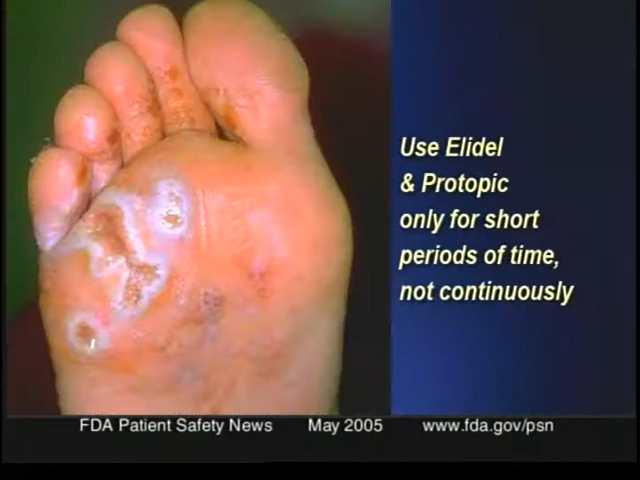 Use Elidel
& Protopic
only for short
periods of time,
not continuously
FDA Patient Safety News May 2005 www.fda.gov/psn